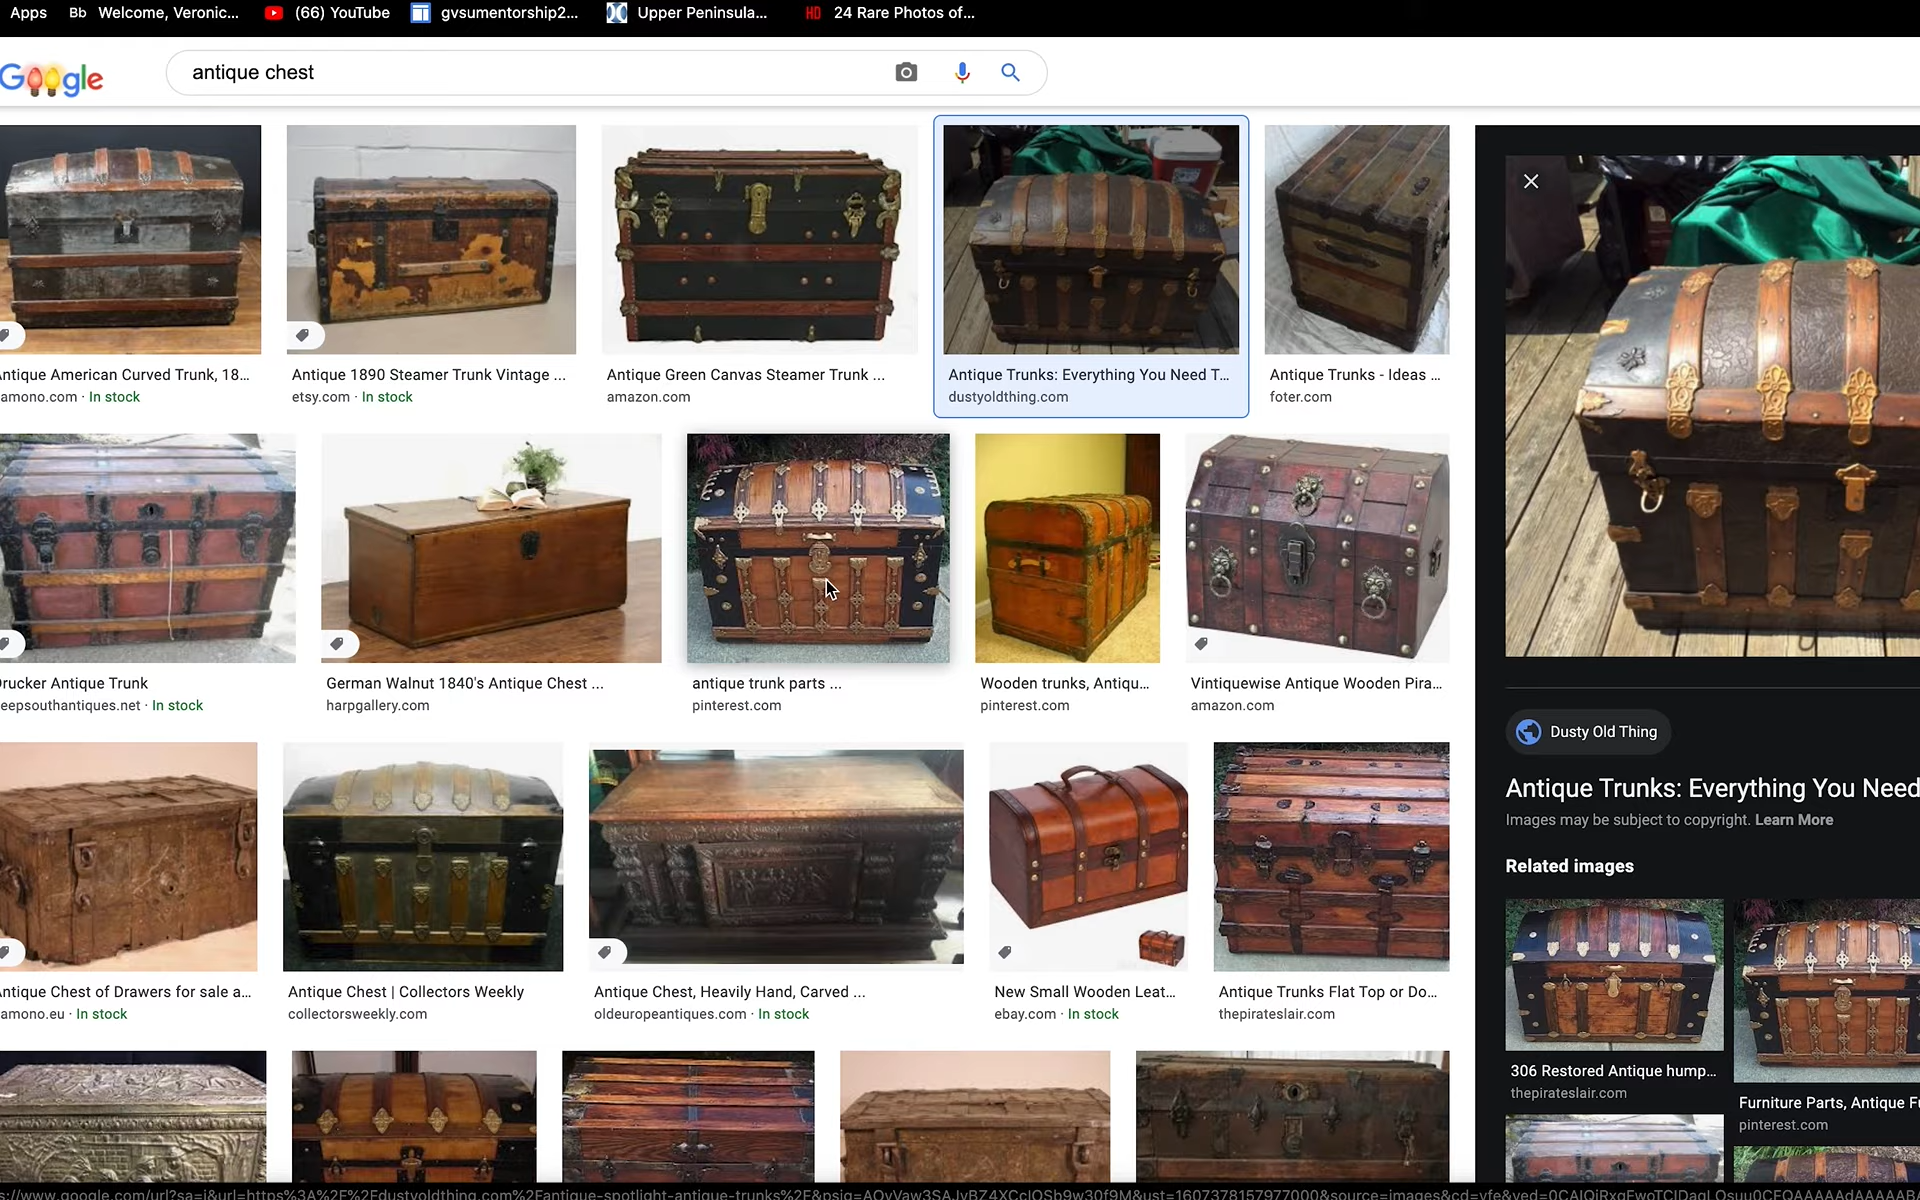 Apps Bb Welcome, Veronic... (66) YouTube gvsumentorship2... Upper Peninsula... HD 24 Rare Photos of...
Google antique chest
Antique American Curved Trunk, 18...
amono.com · In stock
Antique 1890 Steamer Trunk Vintage ...
etsy.com · In stock
Antique Green Canvas Steamer Trunk ...
amazon.com
Antique Trunks: Everything You Need T...
dustyoldthing.com
Antique Trunks - Ideas ...
foter.com
Drucker Antique Trunk
eepsouthantiques.net · In stock
German Walnut 1840's Antique Chest ...
harpgallery.com
antique trunk parts ...
pinterest.com
Wooden trunks, Antiqu...
pinterest.com
Vintiquewise Antique Wooden Pira...
amazon.com
Antique Chest of Drawers for sale a...
amono.eu · In stock
Antique Chest | Collectors Weekly
collectorsweekly.com
Antique Chest, Heavily Hand, Carved ...
oldeuropeantiques.com · In stock
New Small Wooden Leat...
ebay.com · In stock
Antique Trunks Flat Top or Do...
thepirateslair.com
Dusty Old Thing
Antique Trunks: Everything You Need
Images may be subject to copyright. Learn More
Related images
306 Restored Antique hump...
thepirateslair.com
Furniture Parts, Antique Fu
pinterest.com